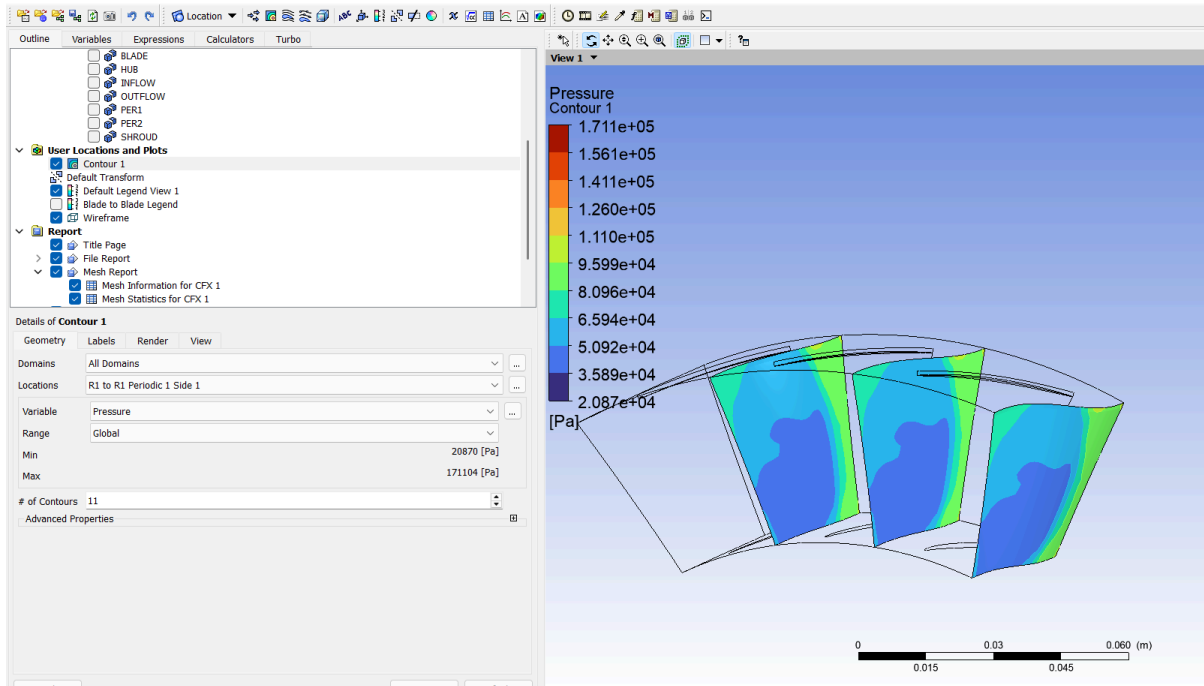 Location
Outline Variables Expressions Calculators Turbo
BLADE
HUB
INFLOW
OUTFLOW
PER1
PER2
SHROUD
User Locations and Plots
Contour 1
Default Transform
Default Legend View 1
Blade to Blade Legend
Wireframe
Report
Title Page
File Report
Mesh Report
Mesh Information for CFX 1
Mesh Statistics for CFX 1
Details of Contour 1
Geometry Labels Render View
Domains All Domains ...
Locations R1 to R1 Periodic 1 Side 1 ...
Variable Pressure ...
Range Global
Min 20870 [Pa]
Max 171104 [Pa]
# of Contours 11
Advanced Properties
View 1
Pressure
Contour 1
1.711e+05
1.561e+05
1.411e+05
1.260e+05
1.110e+05
9.599e+04
8.096e+04
6.594e+04
5.092e+04
3.589e+04
2.087e+04
[Pa]
0 0.03 0.060 (m)
0.015 0.045